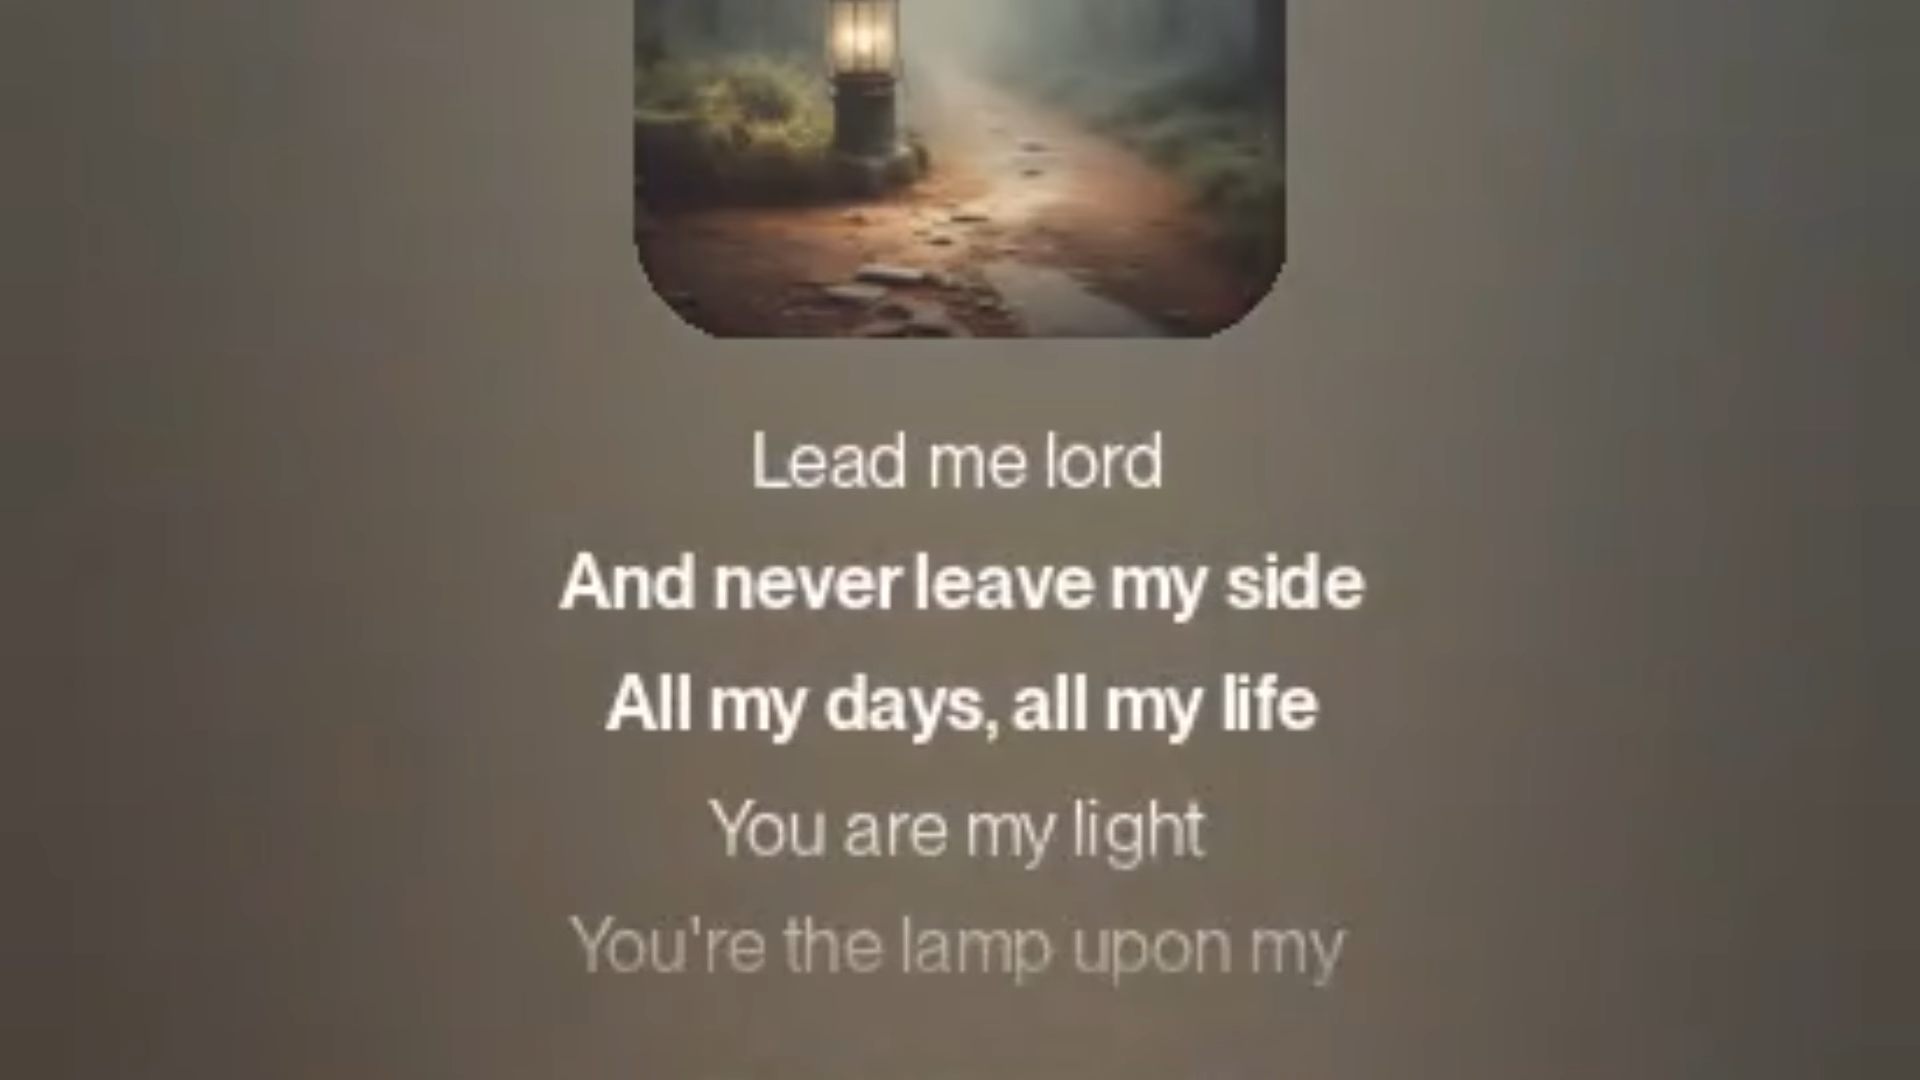 Lead me lord
And never leave my side
All my days, all my life
You are my light
You're the lamp upon my